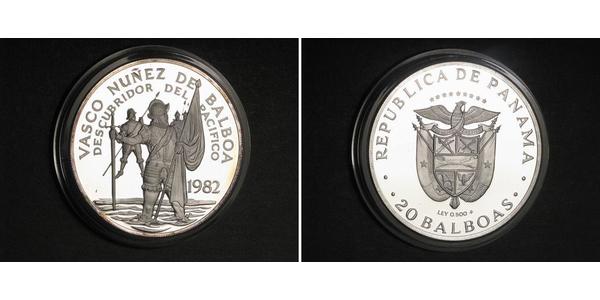 VASCO NUÑEZ DE BALBOA
DESCUBRIDOR DEL PACIFICO
1982
REPUBLICA DE PANAMA
LEY 0.500
20 BALBOAS